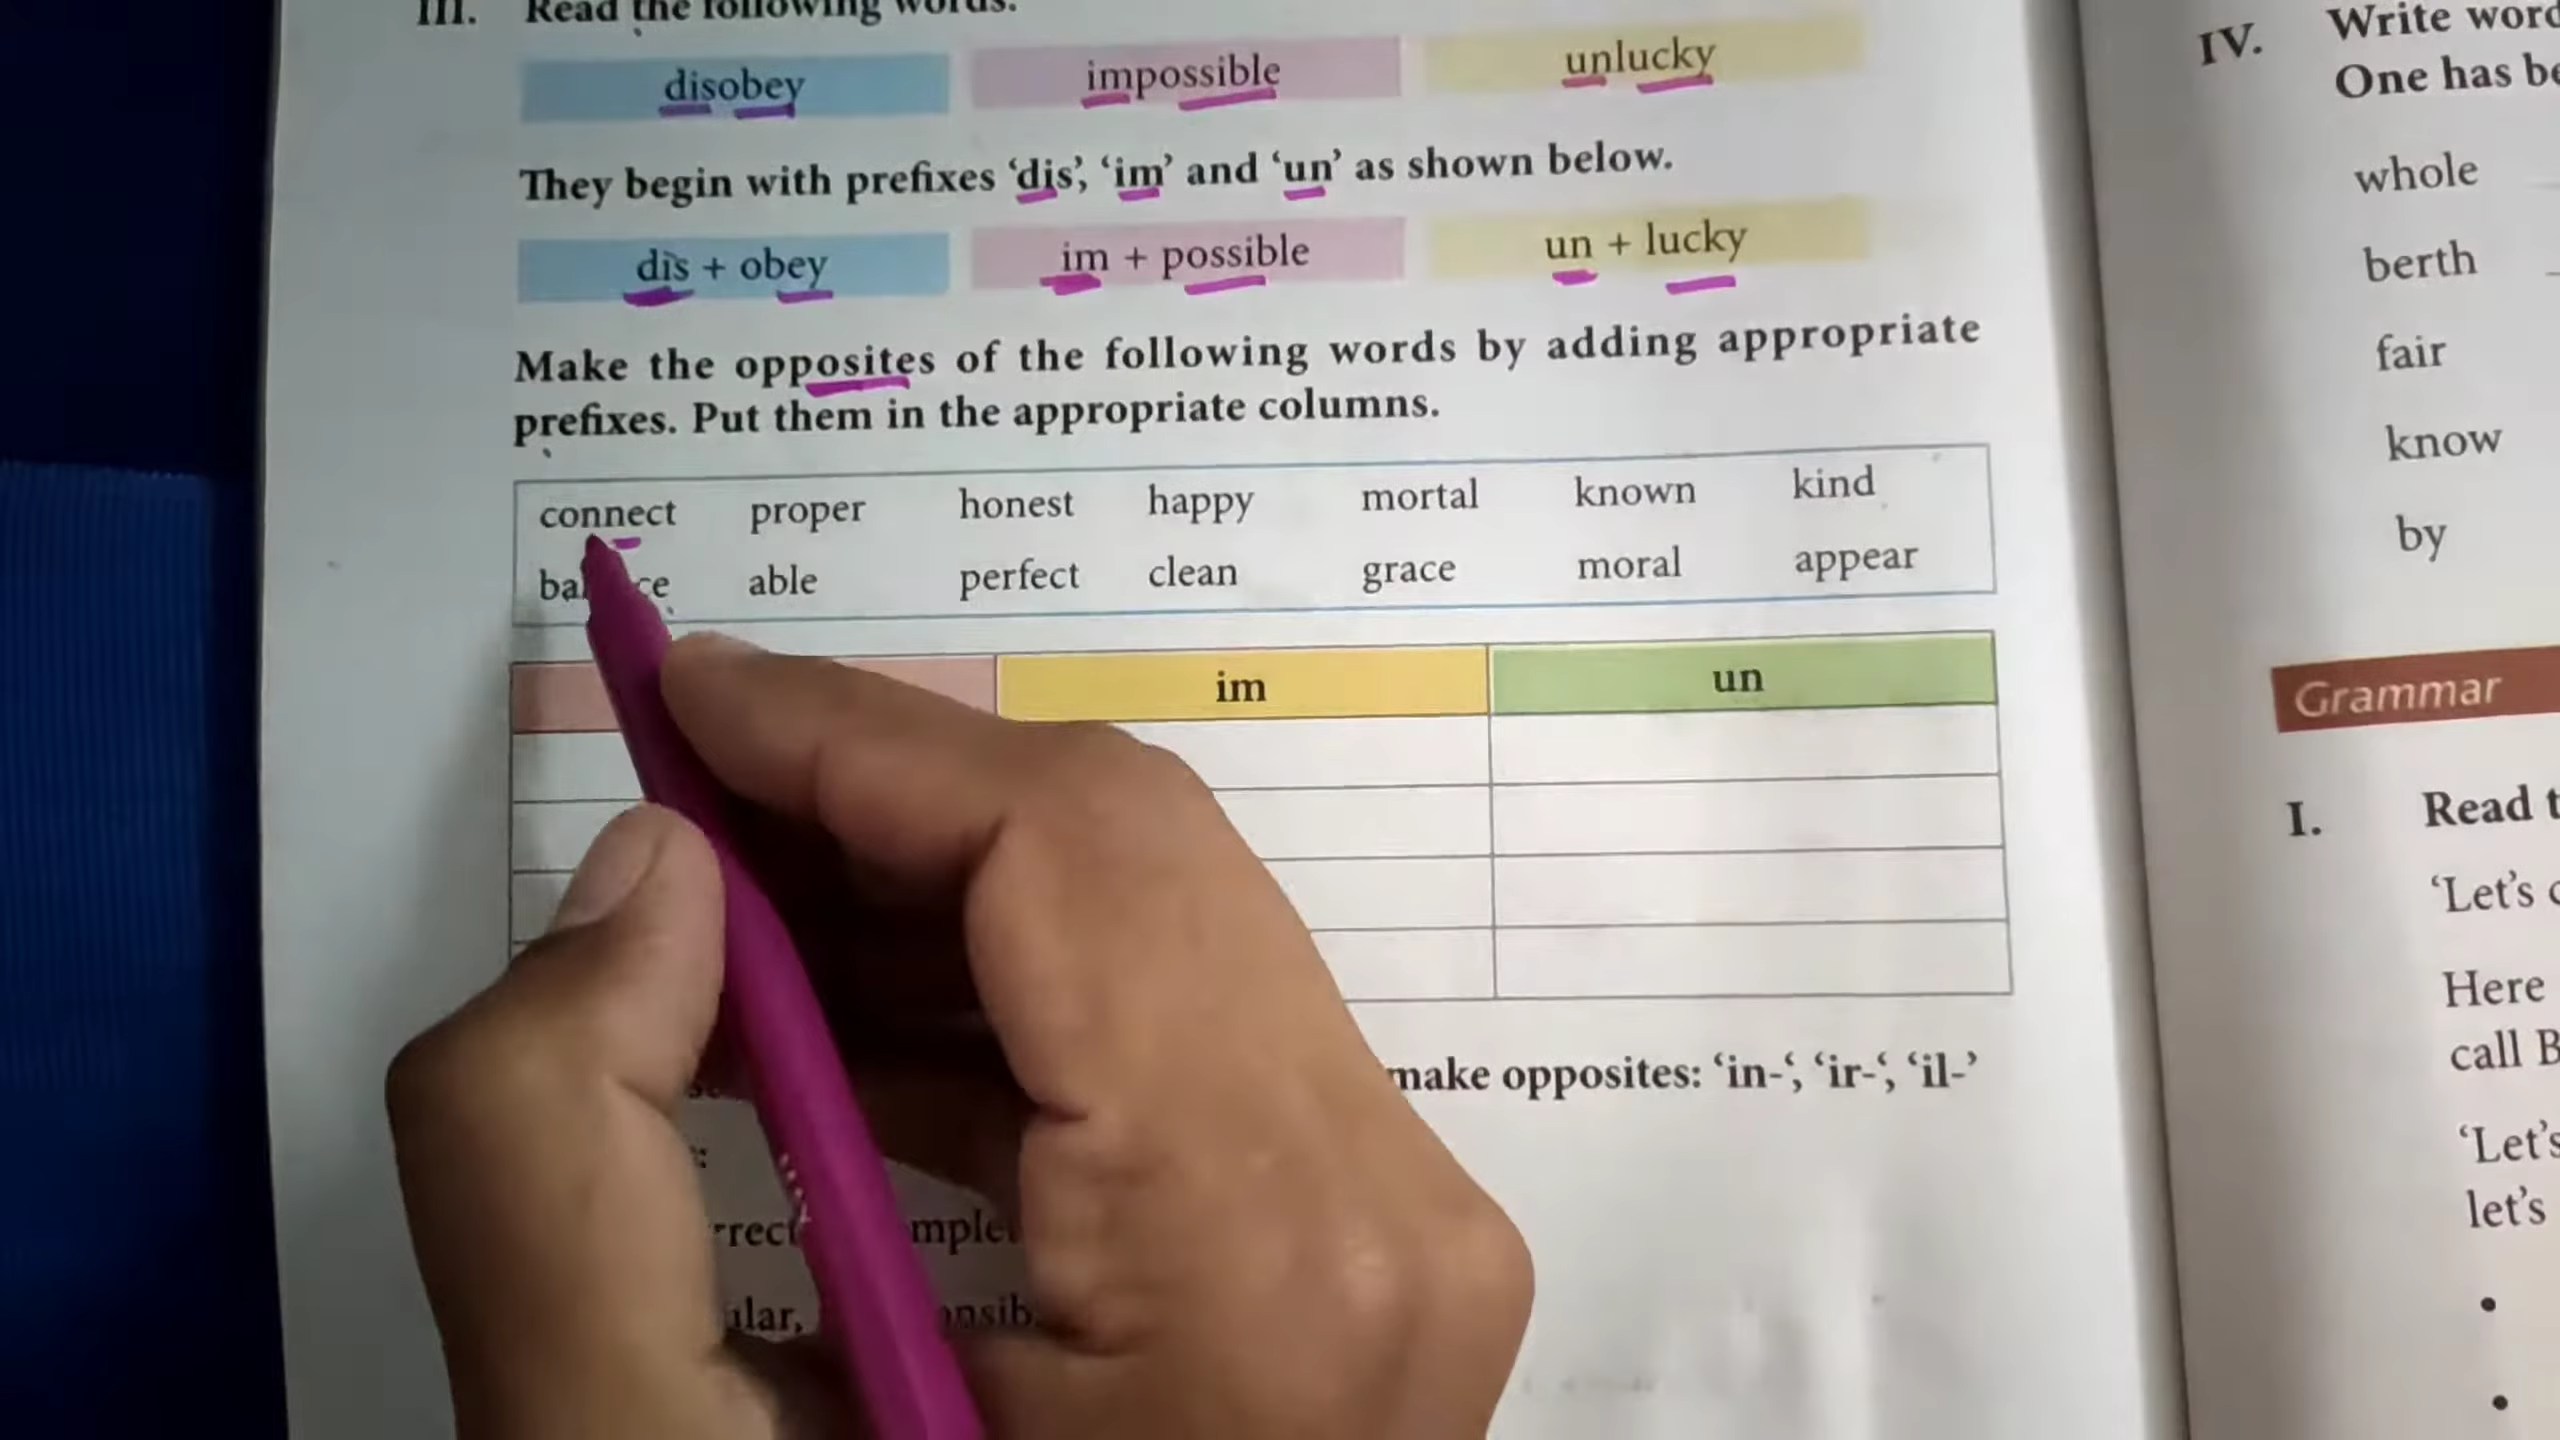 III. Read the following words.
disobey impossible unlucky
They begin with prefixes ‘dis’, ‘im’ and ‘un’ as shown below.
dis + obey im + possible un + lucky
Make the opposites of the following words by adding appropriate
prefixes. Put them in the appropriate columns.
connect proper honest happy mortal known kind
able perfect clean grace moral appear
im un
make opposites: ‘in-‘, ‘ir-‘, ‘il-’
IV. Write
One has
whole
berth
fair
know
by
Grammar
I. Read
‘Let’s
Here
call
‘Let’s
let’s